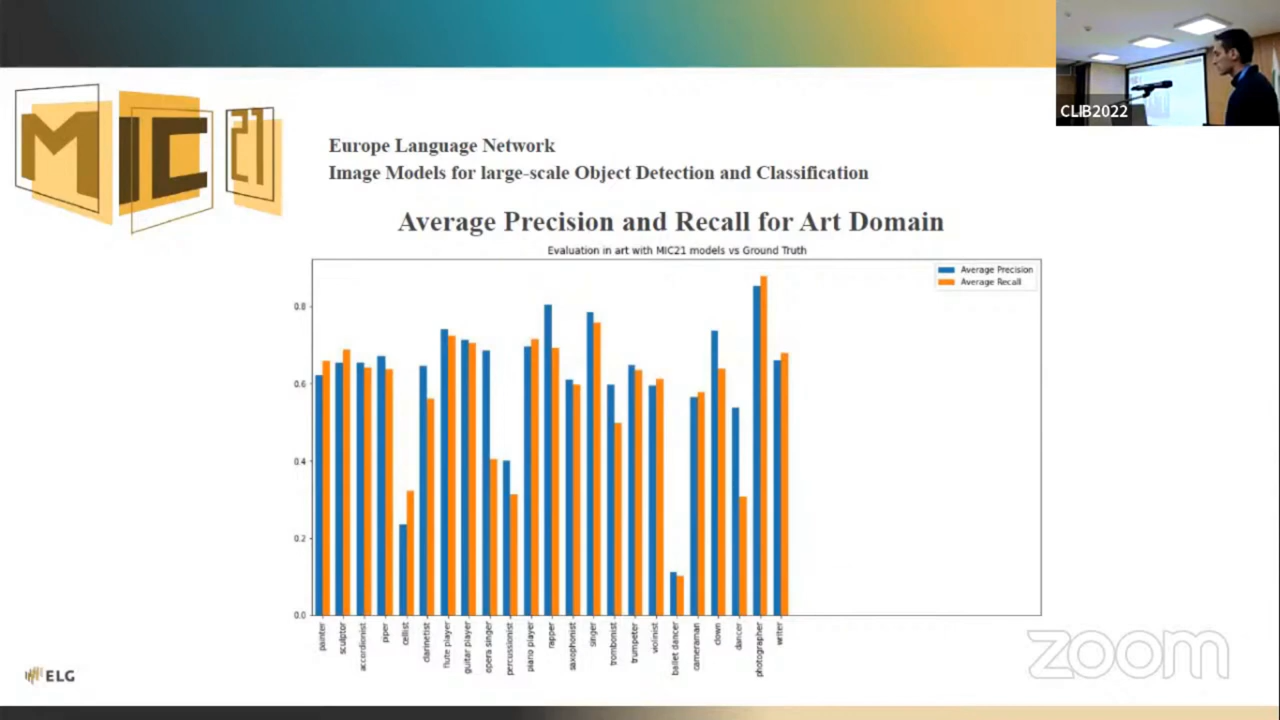 MIC21
CLIB2022
Europe Language Network
Image Models for large-scale Object Detection and Classification
Average Precision and Recall for Art Domain
Evaluation in art with MIC21 models vs Ground Truth
Average Precision
Average Recall
0.8
0.6
0.4
0.2
0.0
painter
sculptor
accordionist
piper
cellist
clarinetist
flute player
guitar player
opera singer
percussionist
piano player
rapper
saxophonist
singer
trombonist
trumpeter
violinist
ballet dancer
cameraman
clown
dancer
photographer
writer
ELG
zoom